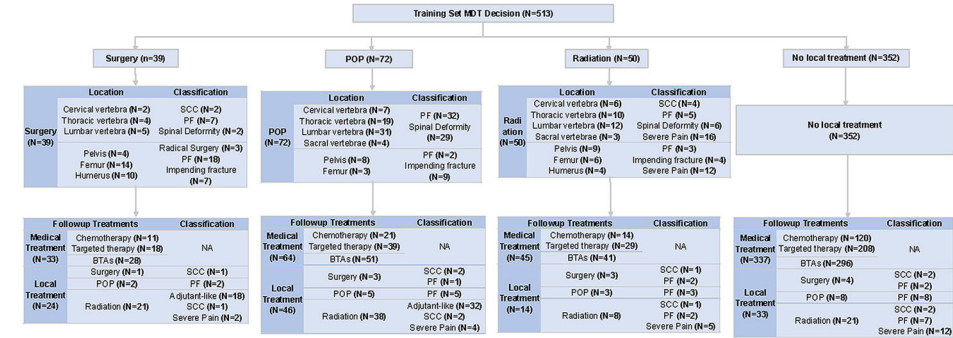 Training Set MDT Decision (N=513)
Surgery (n=39)
POP (N=72)
Radiation (N=50)
No local treatment (N=352)
Location Classification
Surgery (N=39)
Cervical vertebra (N=2) SCC (N=2)
Thoracic vertebra (N=4) PF (N=7)
Lumbar vertebra (N=5) Spinal Deformity (N=2)
Pelvis (N=4) Radical Surgery (N=3)
Femur (N=14) PF (N=18)
Humerus (N=10) Impending fracture (N=7)
Location Classification
POP (N=72)
Cervical vertebra (N=7)
Thoracic vertebra (N=19) PF (N=32)
Lumbar vertebra (N=31) Spinal Deformity (N=29)
Sacral vertebrae (N=4)
Pelvis (N=8) PF (N=2)
Femur (N=3) Impending fracture (N=9)
Location Classification
Radiation (N=50)
Cervical vertebra (N=6) SCC (N=4)
Thoracic vertebra (N=10) PF (N=5)
Lumbar vertebra (N=12) Spinal Deformity (N=6)
Sacral vertebrae (N=3) Severe Pain (N=16)
Pelvis (N=9) PF (N=3)
Femur (N=6) Impending fracture (N=4)
Humerus (N=4) Severe Pain (N=12)
No local treatment
(N=352)
Followup Treatments Classification
Medical Treatment (N=33)
Chemotherapy (N=11)
Targeted therapy (N=18) NA
BTAs (N=28)
Local Treatment (N=24)
Surgery (N=1) SCC (N=1)
POP (N=2) PF (N=2)
Radiation (N=21) Adjutant-like (N=18)
SCC (N=1)
Severe Pain (N=2)
Followup Treatments Classification
Medical Treatment (N=64)
Chemotherapy (N=21)
Targeted therapy (N=39) NA
BTAs (N=51)
Local Treatment (N=46)
Surgery (N=3) SCC (N=2)
PF (N=1)
POP (N=5) PF (N=5)
Radiation (N=38) Adjutant-like (N=32)
SCC (N=2)
Severe Pain (N=4)
Followup Treatments Classification
Medical Treatment (N=45)
Chemotherapy (N=14)
Targeted therapy (N=29) NA
BTAs (N=41)
Local Treatment (N=14)
Surgery (N=3) SCC (N=1)
PF (N=2)
POP (N=3) PF (N=3)
Radiation (N=8) SCC (N=1)
PF (N=2)
Severe Pain (N=5)
Followup Treatments Classification
Medical Treatment (N=337)
Chemotherapy (N=120)
Targeted therapy (N=208) NA
BTAs (N=296)
Local Treatment (N=33)
Surgery (N=4) SCC (N=2)
PF (N=2)
POP (N=8) PF (N=8)
Radiation (N=21) SCC (N=2)
PF (N=7)
Severe Pain (N=12)